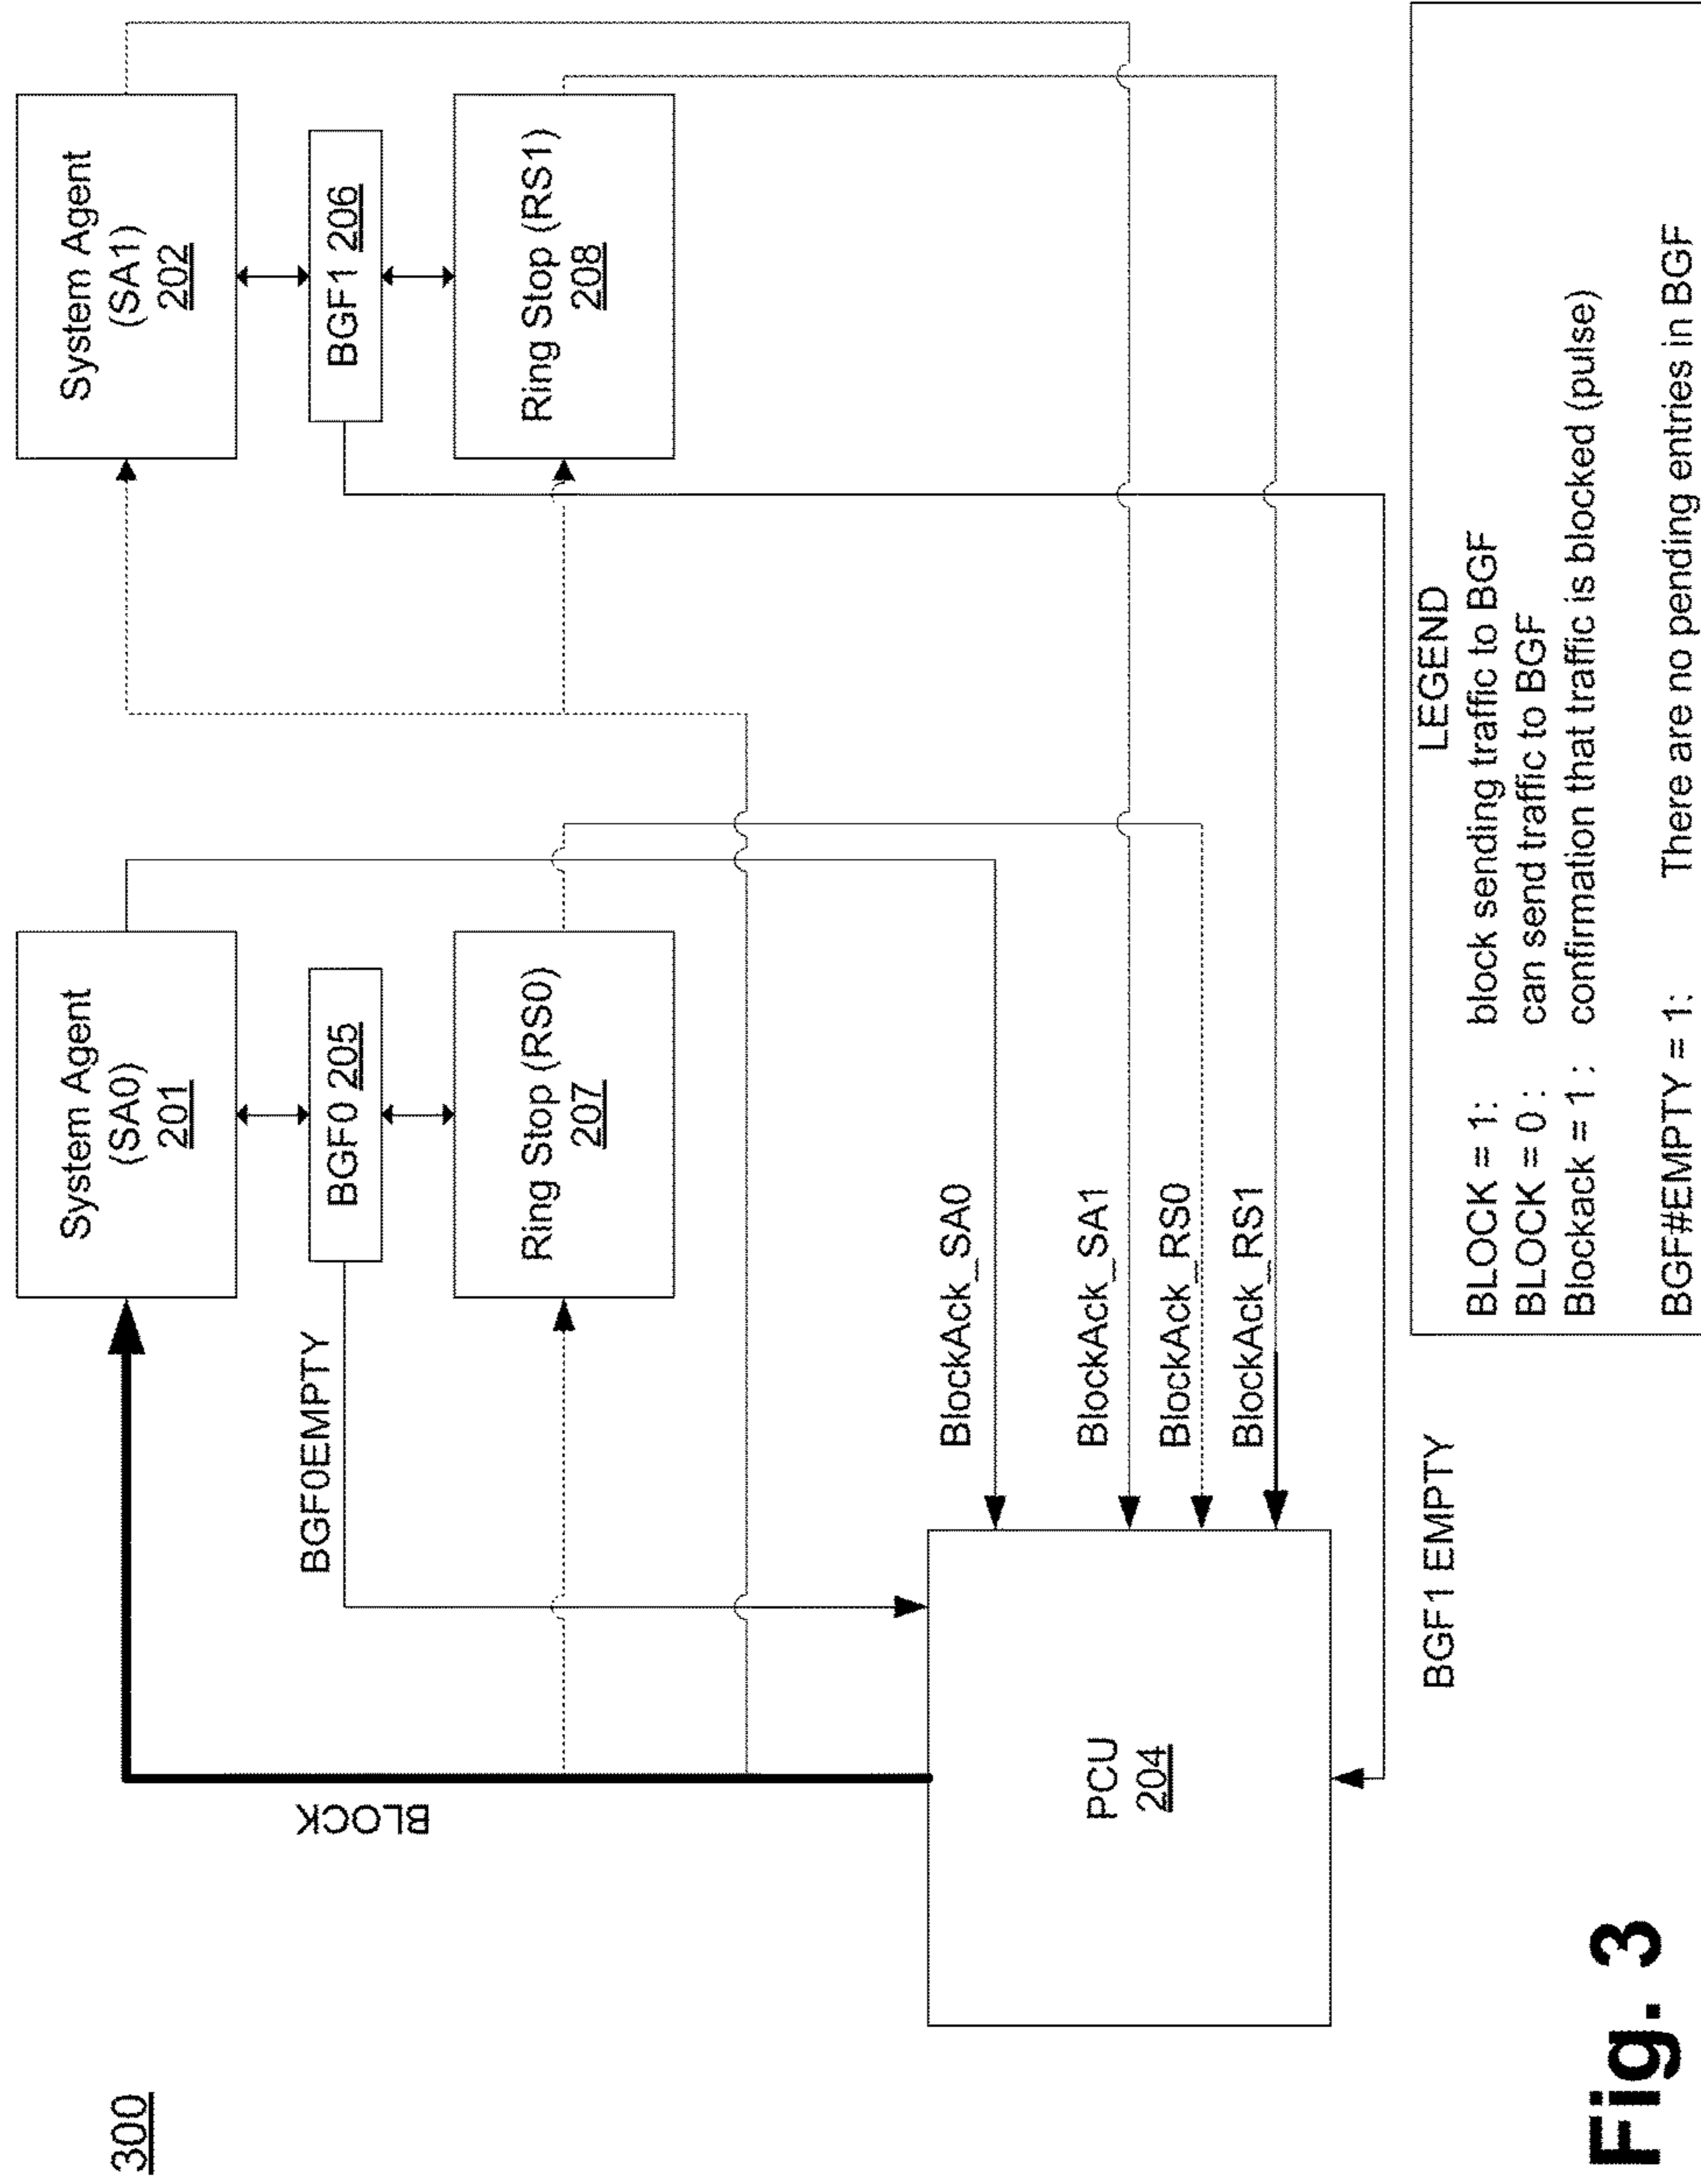 300
System Agent
(SA0)
201
System Agent
(SA1)
202
BLOCK
BGF0EMPTY
BGF0 205
BGF1 206
Ring Stop (RS0)
207
Ring Stop (RS1)
208
BlockAck_SA0
BlockAck_SA1
BlockAck_RS0
BlockAck_RS1
PCU
204
BGF1 EMPTY
LEGEND
BLOCK = 1: block sending traffic to BGF
BLOCK = 0 : can send traffic to BGF
Blockack = 1 : confirmation that traffic is blocked (pulse)
BGF#EMPTY = 1: There are no pending entries in BGF
Fig. 3